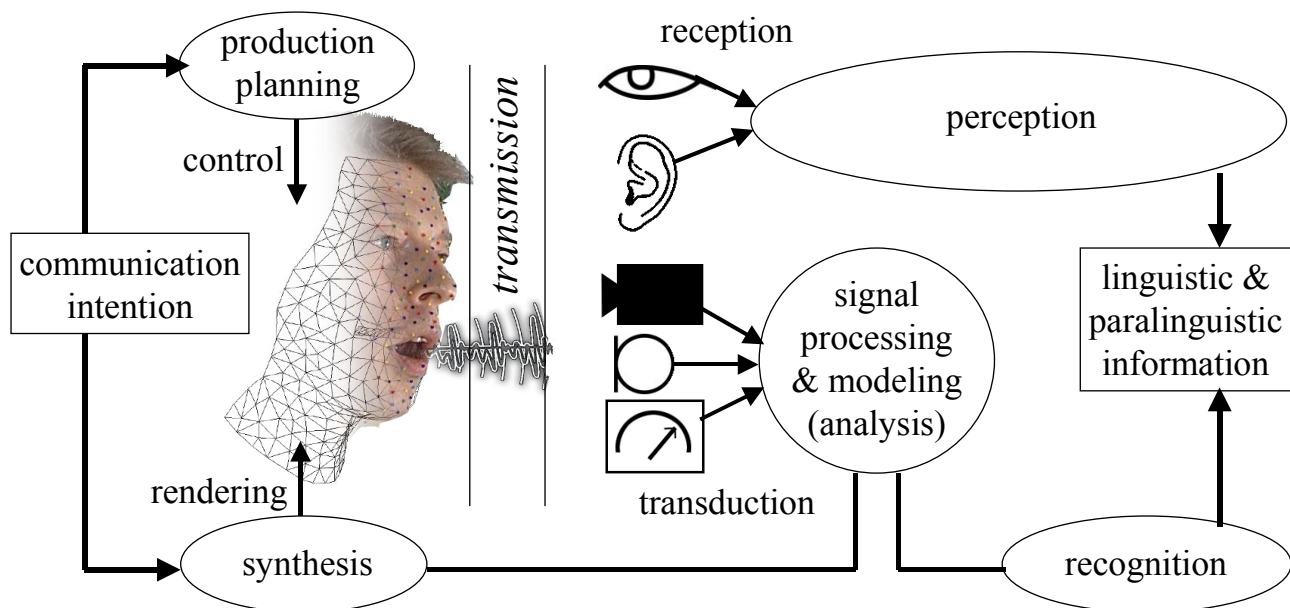 production
planning
control
communication
intention
rendering
synthesis
transmission
reception
perception
signal
processing
& modeling
(analysis)
transduction
linguistic &
paralinguistic
information
recognition